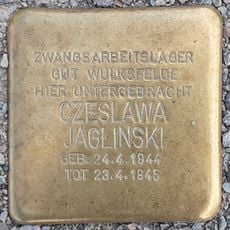 ZWANGSARBEITSLAGER
GUT WULKSFELDE
HIER UNTERGEBRACHT
CZESLAWA
JAGLINSKI
GEB. 24.4.1944
TOT 23.4.1945